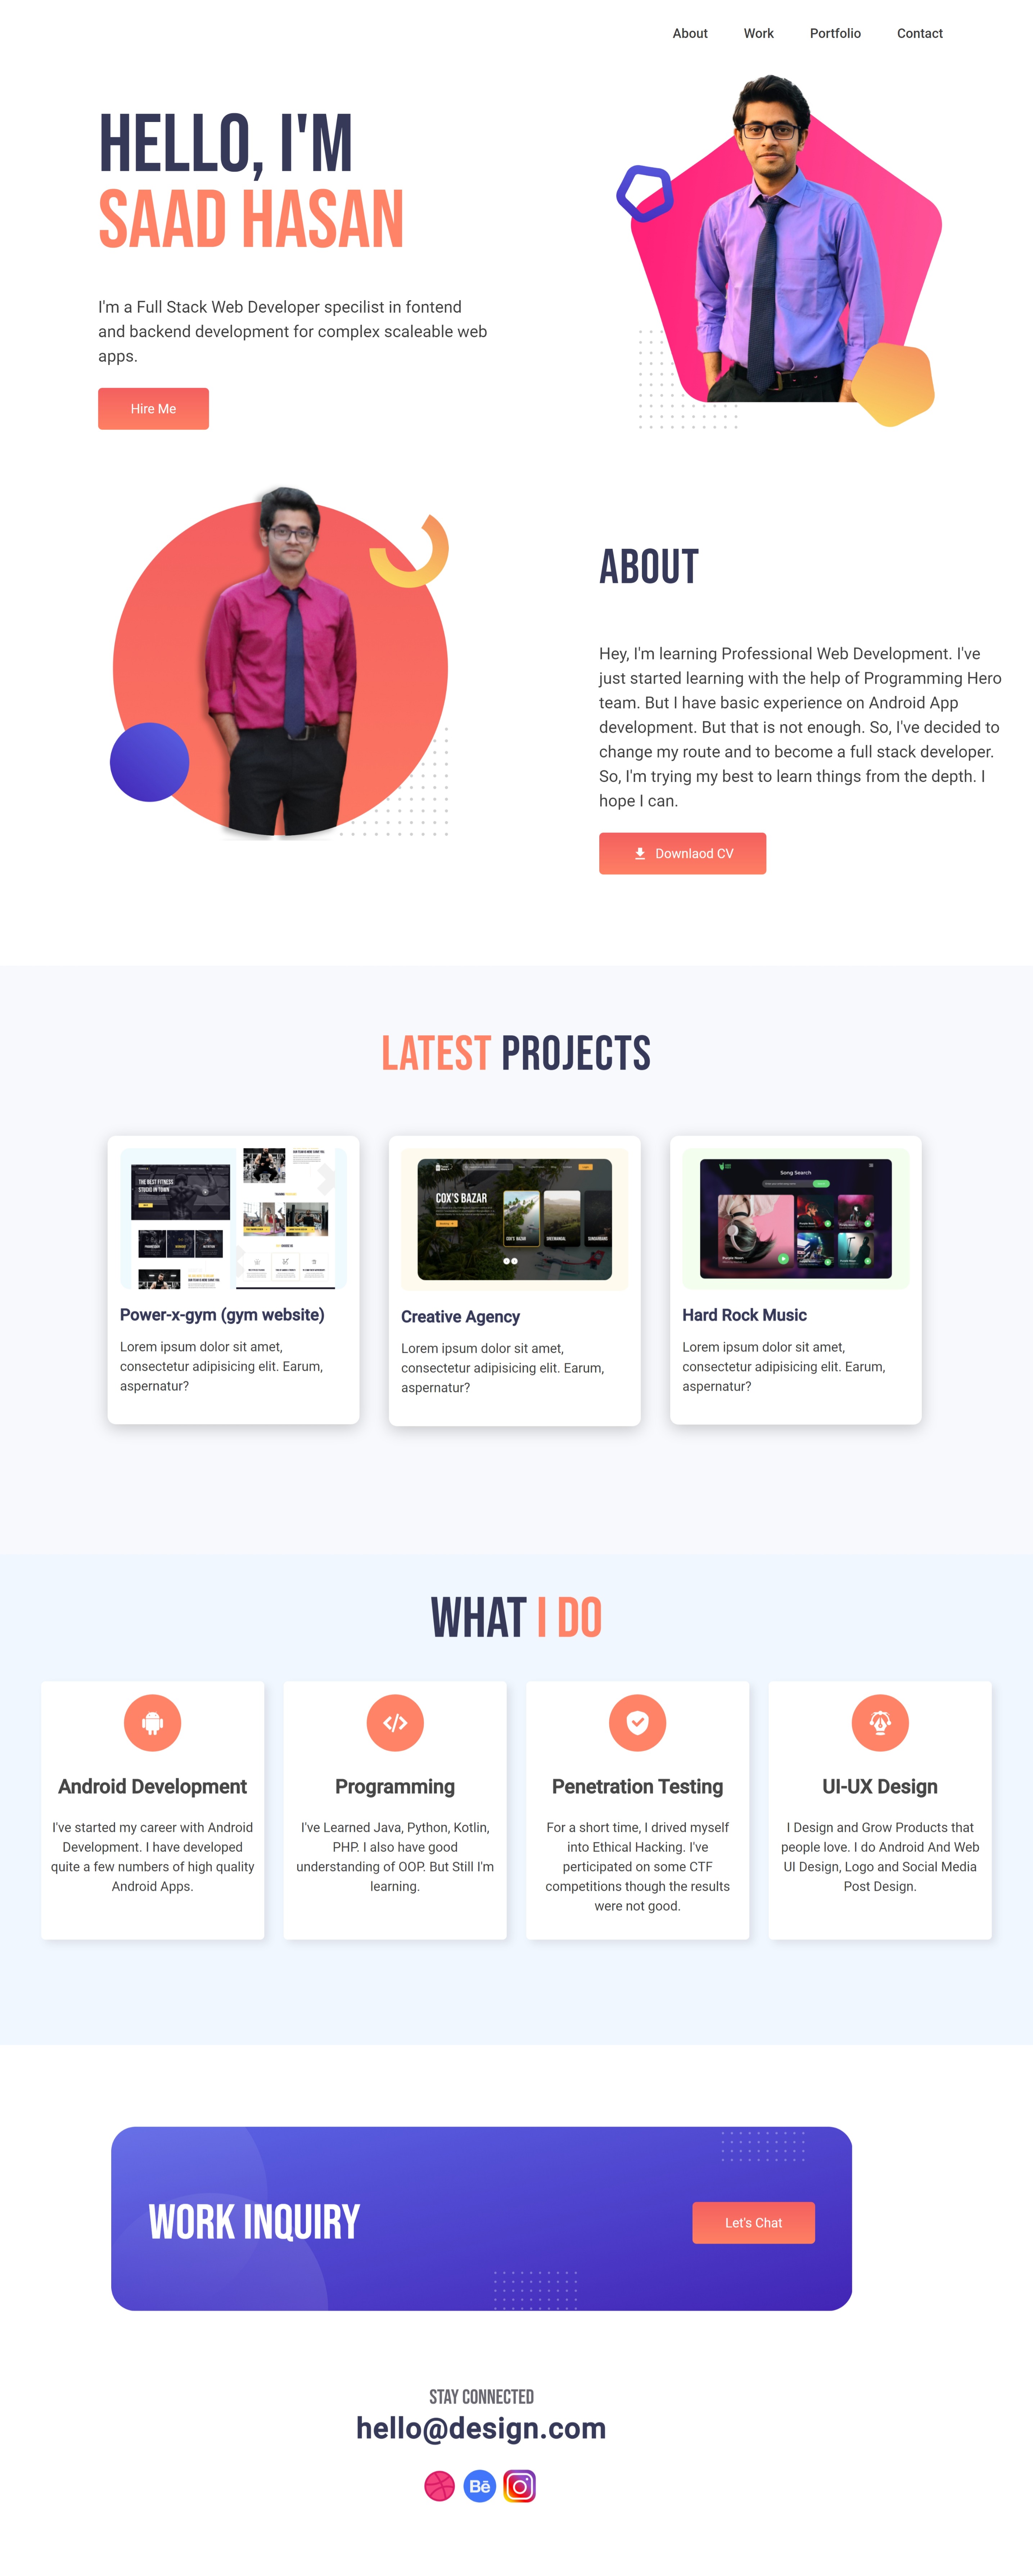 About Work Portfolio Contact
HELLO, I'M
SAAD HASAN
I'm a Full Stack Web Developer specilist in fontend
and backend development for complex scaleable web
apps.
Hire Me
ABOUT
Hey, I'm learning Professional Web Development. I've
just started learning with the help of Programming Hero
team. But I have basic experience on Android App
development. But that is not enough. So, I've decided to
change my route and to become a full stack developer.
So, I'm trying my best to learn things from the depth. I
hope I can.
Downlaod CV
LATEST PROJECTS
THE BEST FITNESS
STUDIO IN TOWN
Power-x-gym (gym website)
Lorem ipsum dolor sit amet,
consectetur adipisicing elit. Earum,
aspernatur?
COX'S BAZAR
COX'S BAZAR
SREEMANGAL
SUNDARBANS
Creative Agency
Lorem ipsum dolor sit amet,
consectetur adipisicing elit. Earum,
aspernatur?
Song Search
Hard Rock Music
Lorem ipsum dolor sit amet,
consectetur adipisicing elit. Earum,
aspernatur?
WHAT I DO
Android Development
I've started my career with Android
Development. I have developed
quite a few numbers of high quality
Android Apps.
Programming
I've Learned Java, Python, Kotlin,
PHP. I also have good
understanding of OOP. But Still I'm
learning.
Penetration Testing
For a short time, I drived myself
into Ethical Hacking. I've
perticipated on some CTF
competitions though the results
were not good.
UI-UX Design
I Design and Grow Products that
people love. I do Android And Web
UI Design, Logo and Social Media
Post Design.
WORK INQUIRY
Let's Chat
STAY CONNECTED
hello@design.com
Bē